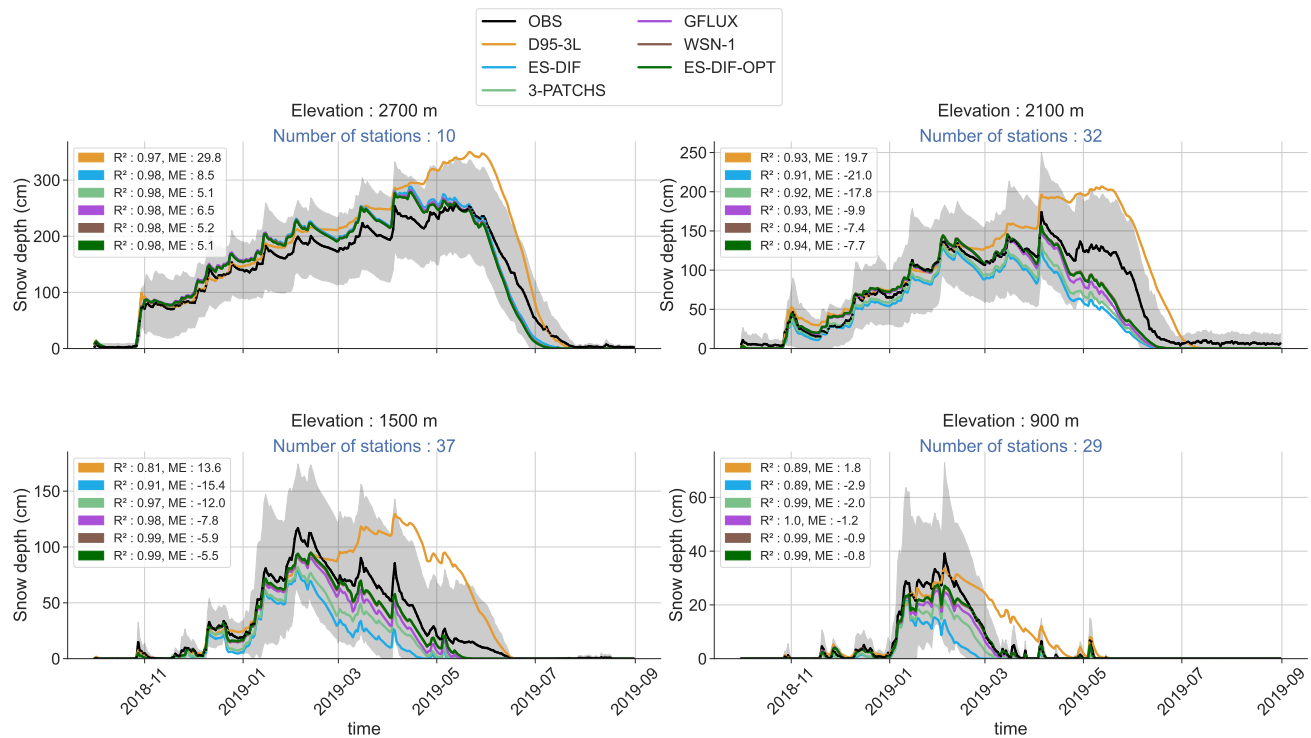 OBS
D95-3L
ES-DIF
3-PATCHS
GFLUX
WSN-1
ES-DIF-OPT
Elevation : 2700 m
Number of stations : 10
R² : 0.97, ME : 29.8
R² : 0.98, ME : 8.5
R² : 0.98, ME : 5.1
R² : 0.98, ME : 6.5
R² : 0.98, ME : 5.2
R² : 0.98, ME : 5.1
Snow depth (cm)
300
200
100
0
2018-11
2019-01
2019-03
2019-05
2019-07
2019-09
time
Elevation : 2100 m
Number of stations : 32
R² : 0.93, ME : 19.7
R² : 0.91, ME : -21.0
R² : 0.92, ME : -17.8
R² : 0.93, ME : -9.9
R² : 0.94, ME : -7.4
R² : 0.94, ME : -7.7
Snow depth (cm)
250
200
150
100
50
0
Elevation : 1500 m
Number of stations : 37
R² : 0.81, ME : 13.6
R² : 0.91, ME : -15.4
R² : 0.97, ME : -12.0
R² : 0.98, ME : -7.8
R² : 0.99, ME : -5.9
R² : 0.99, ME : -5.5
Snow depth (cm)
150
100
50
0
Elevation : 900 m
Number of stations : 29
R² : 0.89, ME : 1.8
R² : 0.89, ME : -2.9
R² : 0.99, ME : -2.0
R² : 1.0, ME : -1.2
R² : 0.99, ME : -0.9
R² : 0.99, ME : -0.8
Snow depth (cm)
60
40
20
0
2018-11
2019-01
2019-03
2019-05
2019-07
2019-09
time